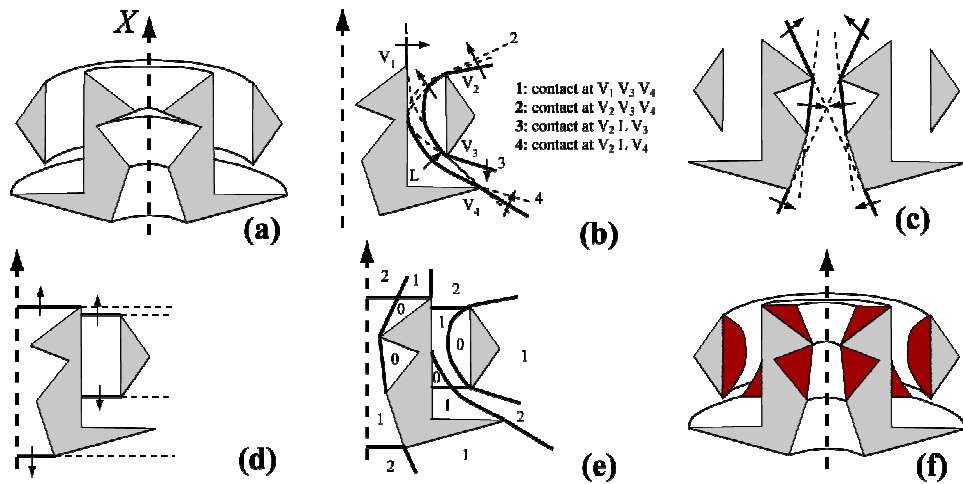 X
(a)
V1
V2
V3
V4
L
2
3
4
1: contact at V1 V3 V4
2: contact at V2 V3 V4
3: contact at V2 L V3
4: contact at V2 L V4
(b)
(c)
(d)
2
1
0
0
1
2
2
1
0
1
0
1
2
1
(e)
(f)